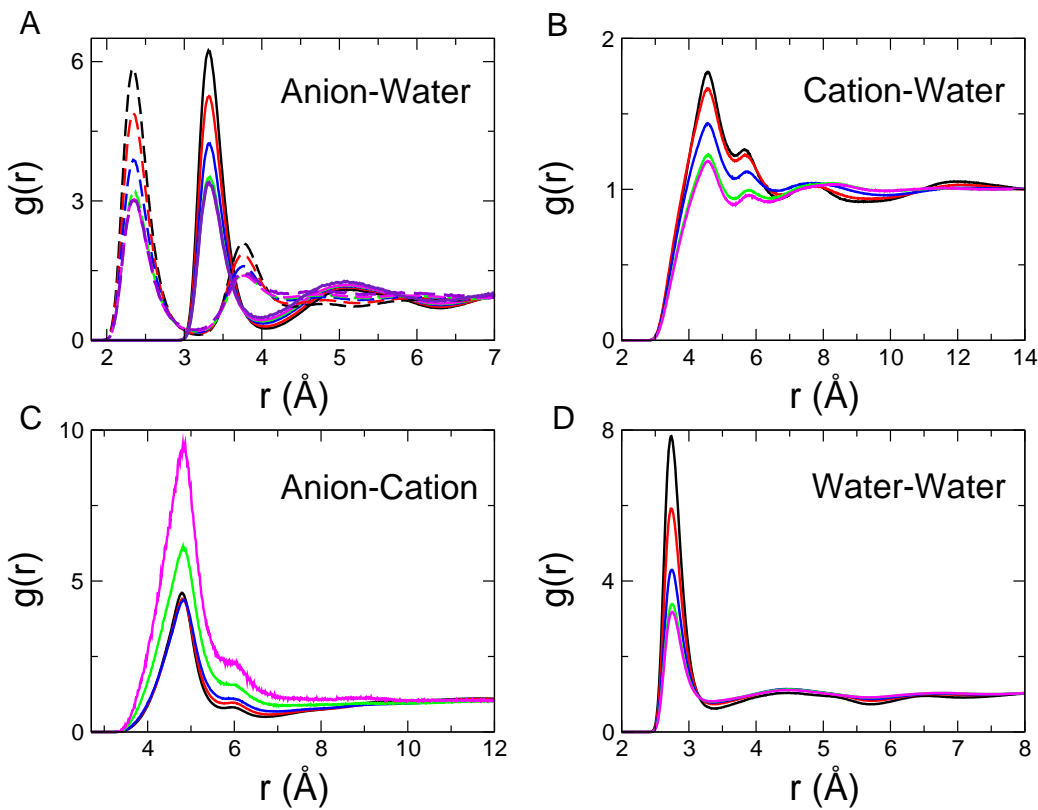 A
Anion-Water
g(r)
6
3
0
2 3 4 5 6 7
r (Å)
B
Cation-Water
g(r)
2
1
0
2 4 6 8 10 12 14
r (Å)
C
Anion-Cation
g(r)
10
5
0
4 6 8 10 12
r (Å)
D
Water-Water
g(r)
8
4
0
2 3 4 5 6 7 8
r (Å)